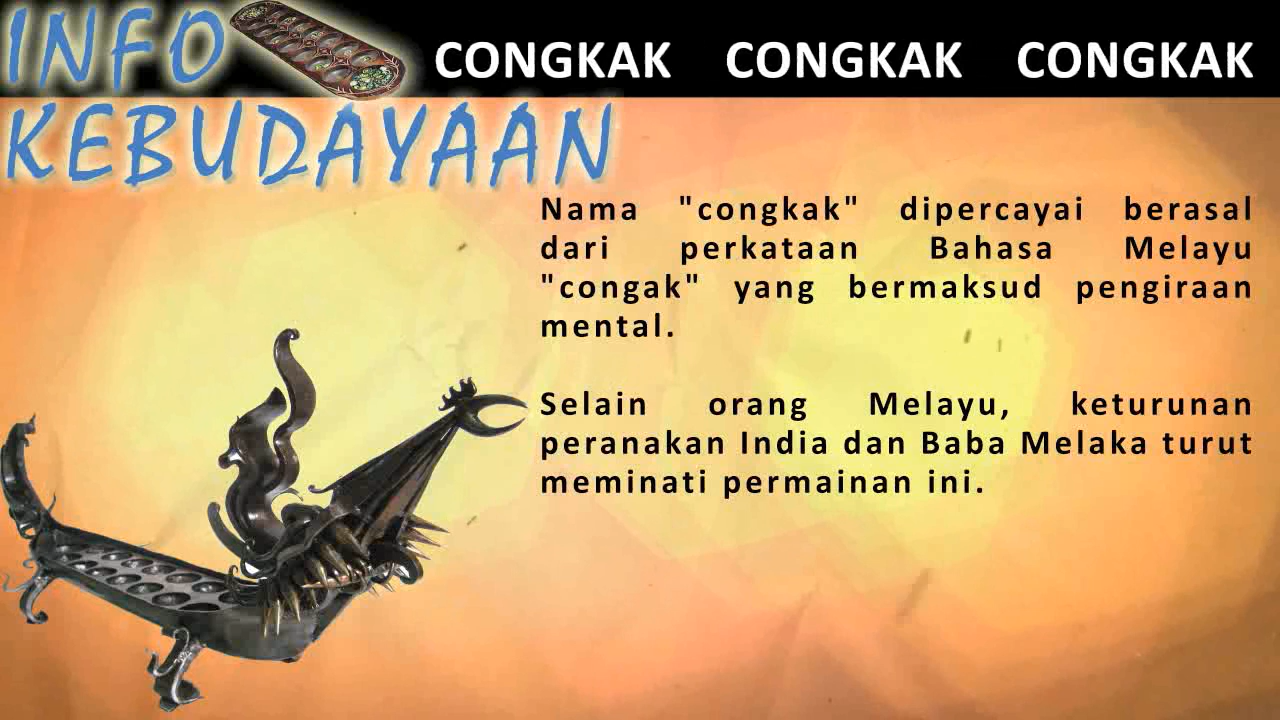 INFO
KEBUDAYAAN
CONGKAK CONGKAK CONGKAK
Nama "congkak" dipercayai berasal
dari perkataan Bahasa Melayu
"congak" yang bermaksud pengiraan
mental.
Selain orang Melayu, keturunan
peranakan India dan Baba Melaka turut
meminati permainan ini.